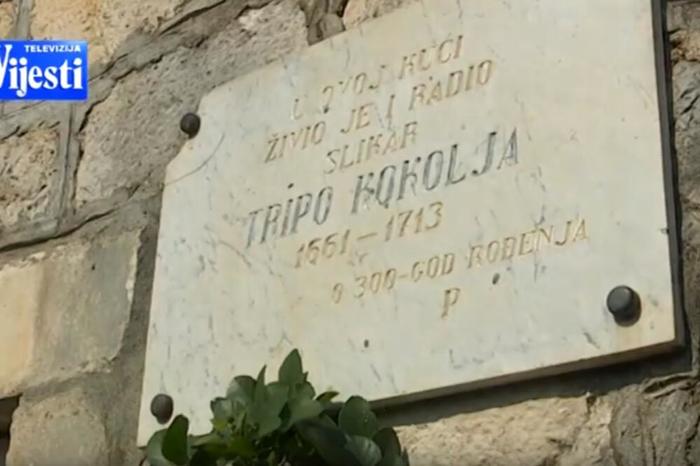 TELEVIZIJA
Vijesti
U OVOJ KUĆI
ŽIVIO JE I RADIO
SLIKAR
TRIPO KOKOLJA
1661-1713
O 300-GOD ROĐENJA
P